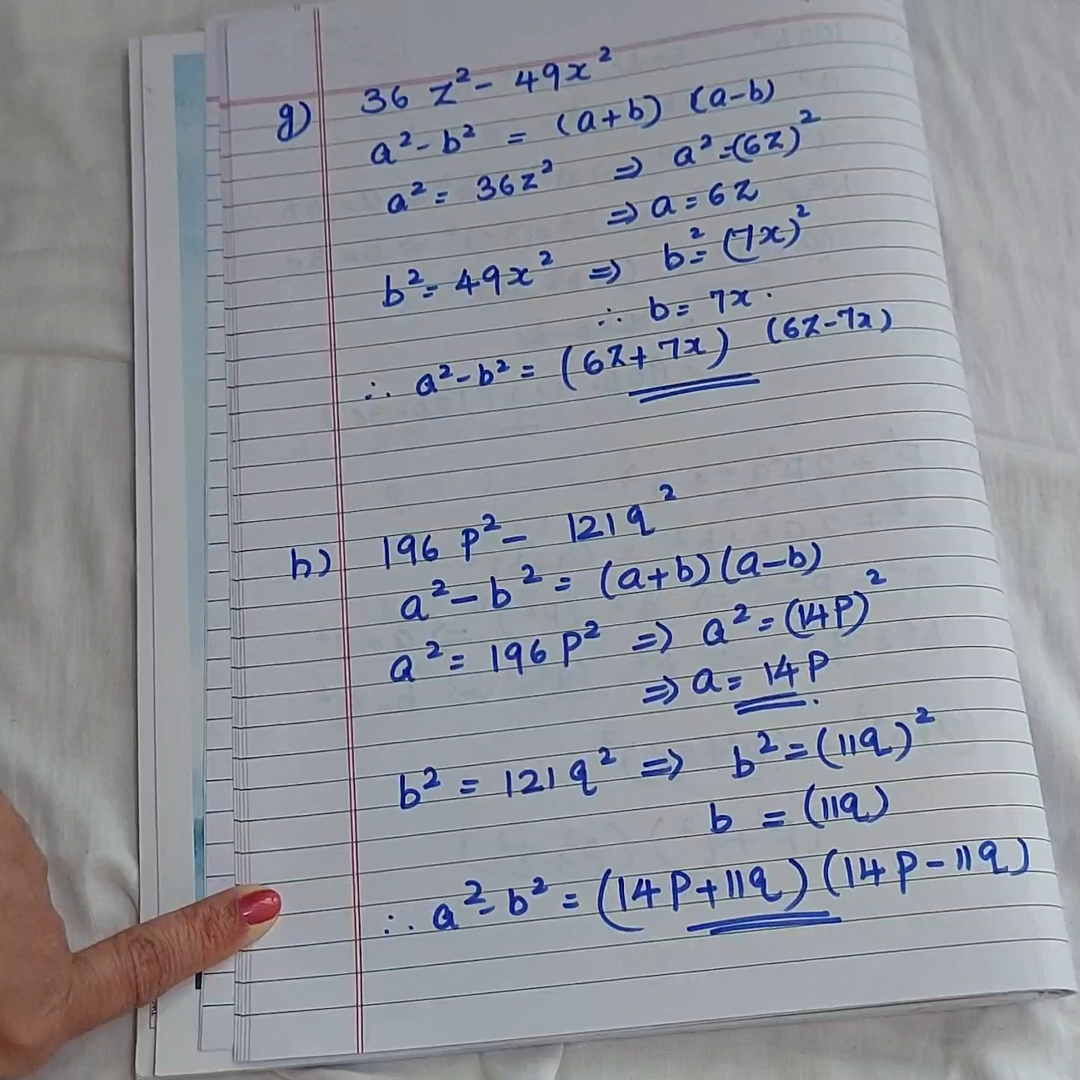 g) 36 z² - 49x²
a² - b² = (a+b) (a-b)
a² = 36z² ⇒ a² = (6z)²
⇒ a = 6z
b² = 49x² ⇒ b² = (7x)²
∴ b = 7x.
∴ a² - b² = (6z + 7x) (6z - 7x)
h) 196 p² - 121q²
a² - b² = (a+b) (a-b)
a² = 196 p² ⇒ a² = (14p)²
⇒ a = 14p.
b² = 121q² ⇒ b² = (11q)²
b = (11q)
∴ a² - b² = (14p + 11q) (14p - 11q)